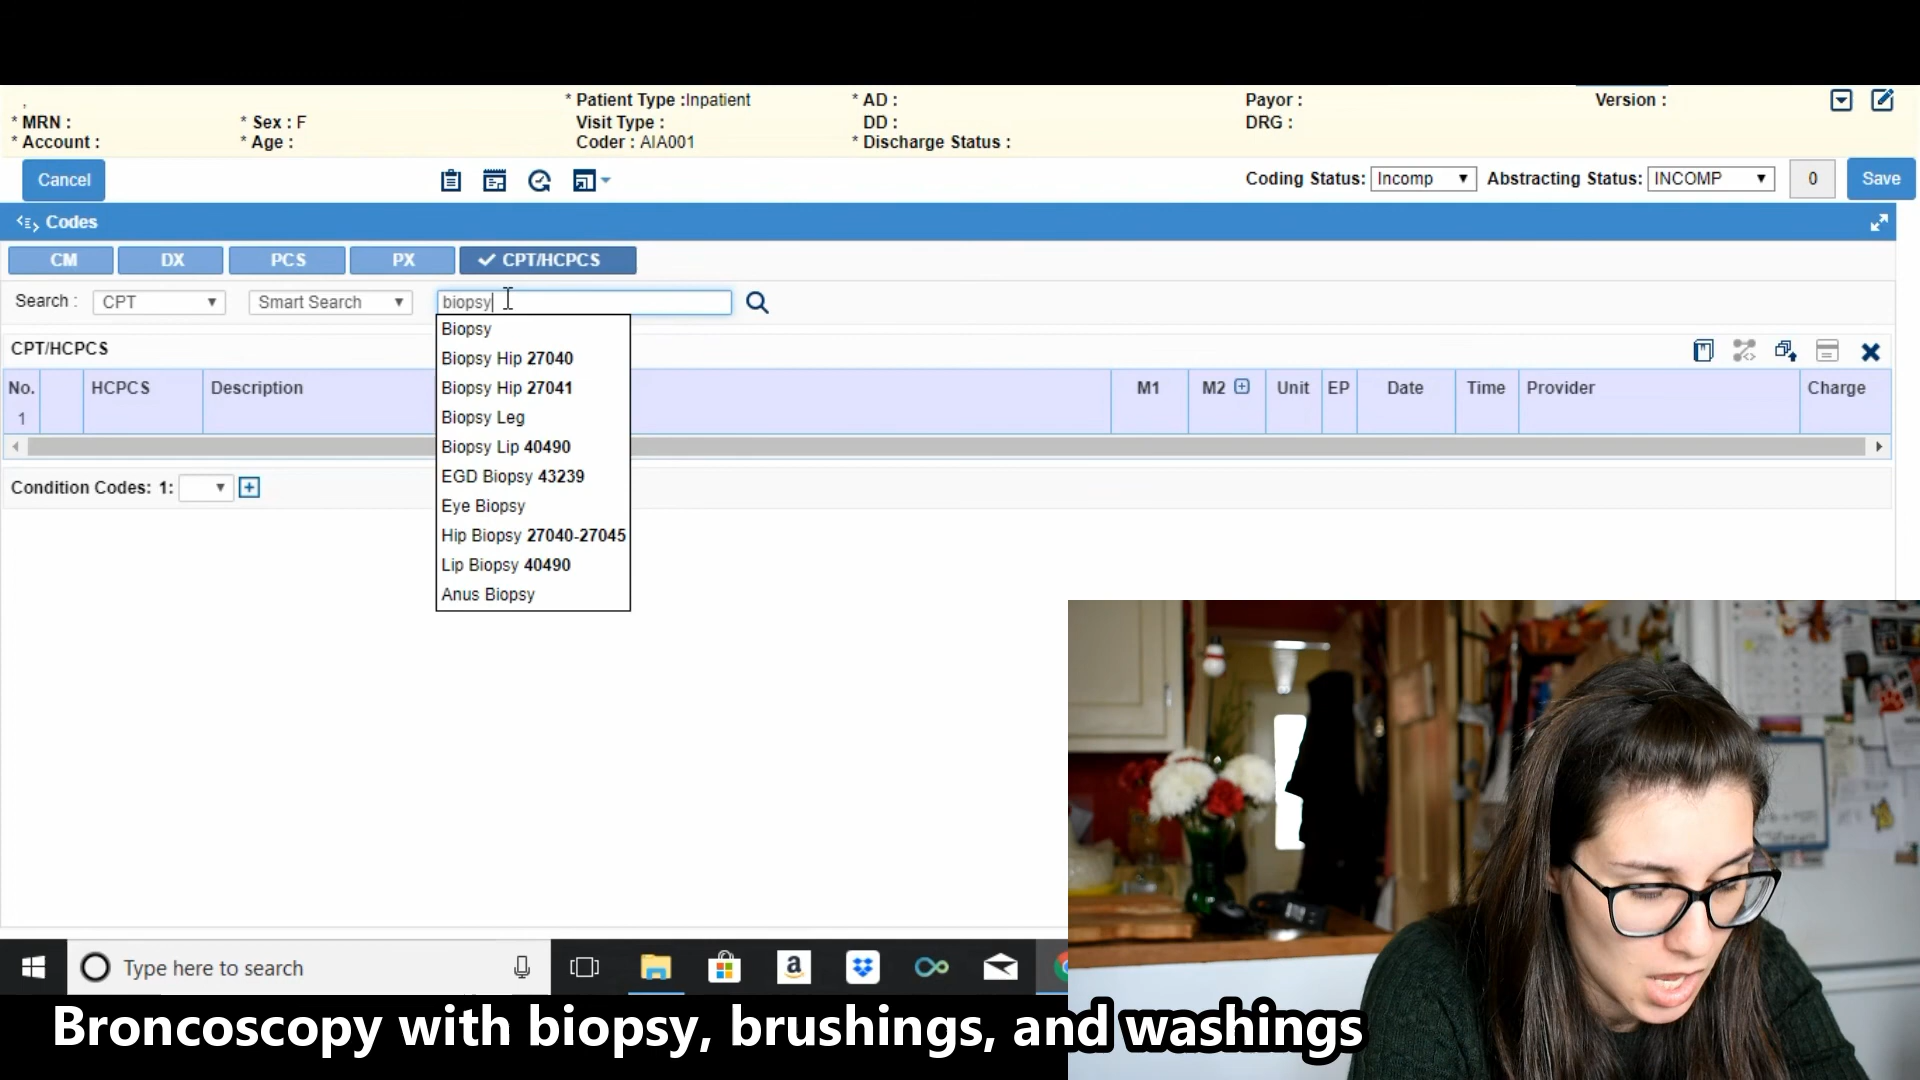 ,
* Patient Type :Inpatient
* AD :
Payor :
Version :
* MRN :
* Sex : F
Visit Type :
DD :
DRG :
* Account :
* Age :
Coder : AIA001
* Discharge Status :
Cancel
Coding Status: Incomp
Abstracting Status: INCOMP
0
Save
Codes
CM
DX
PCS
PX
CPT/HCPCS
Search :
CPT
Smart Search
biopsy
Biopsy
Biopsy Hip 27040
Biopsy Hip 27041
Biopsy Leg
Biopsy Lip 40490
EGD Biopsy 43239
Eye Biopsy
Hip Biopsy 27040-27045
Lip Biopsy 40490
Anus Biopsy
CPT/HCPCS
No.
HCPCS
Description
M1
M2
Unit
EP
Date
Time
Provider
Charge
1
Condition Codes: 1:
Type here to search
a
Broncoscopy with biopsy, brushings, and washings